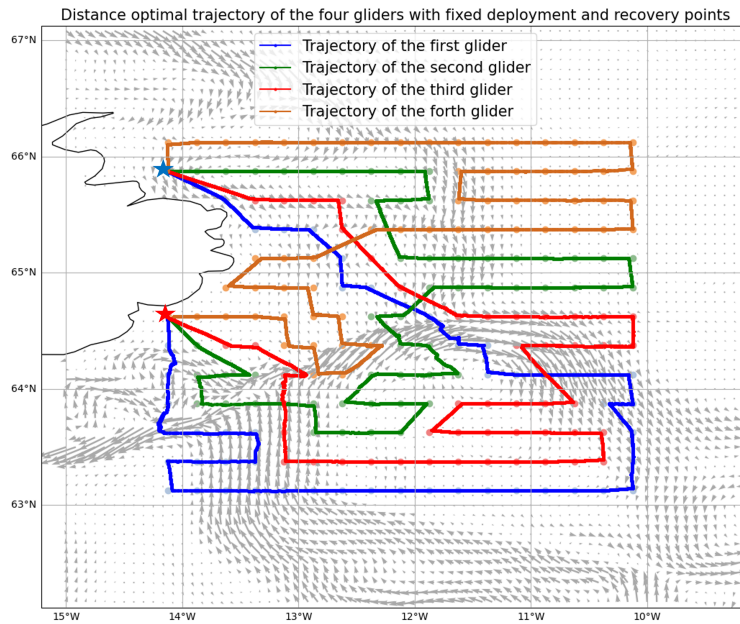 Distance optimal trajectory of the four gliders with fixed deployment and recovery points
67°N
Trajectory of the first glider
Trajectory of the second glider
Trajectory of the third glider
Trajectory of the forth glider
66°N
65°N
64°N
63°N
15°W 14°W 13°W 12°W 11°W 10°W